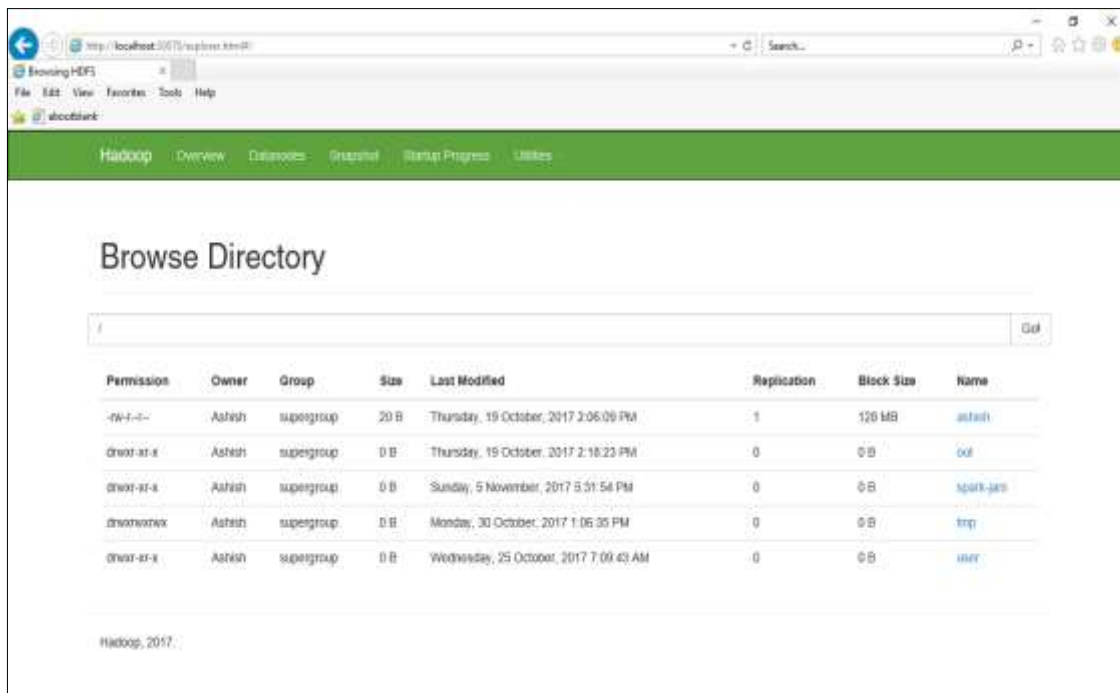 http://localhost:50070/explorer.html#/
Search...
Browsing HDFS
File Edit View Favorites Tools Help
about:blank
Hadoop Overview Datanodes Snapshot Startup Progress Utilities
Browse Directory
/ Go!
Permission Owner Group Size Last Modified Replication Block Size Name
-rw-r--r-- Ashish supergroup 20 B Thursday, 19 October, 2017 2:06:09 PM 1 128 MB ashish
drwxr-xr-x Ashish supergroup 0 B Thursday, 19 October, 2017 2:18:23 PM 0 0 B out
drwxr-xr-x Ashish supergroup 0 B Sunday, 5 November, 2017 5:31:54 PM 0 0 B spark-jars
drwxrwxrwx Ashish supergroup 0 B Monday, 30 October, 2017 1:06:35 PM 0 0 B tmp
drwxr-xr-x Ashish supergroup 0 B Wednesday, 25 October, 2017 7:09:43 AM 0 0 B user
Hadoop, 2017.